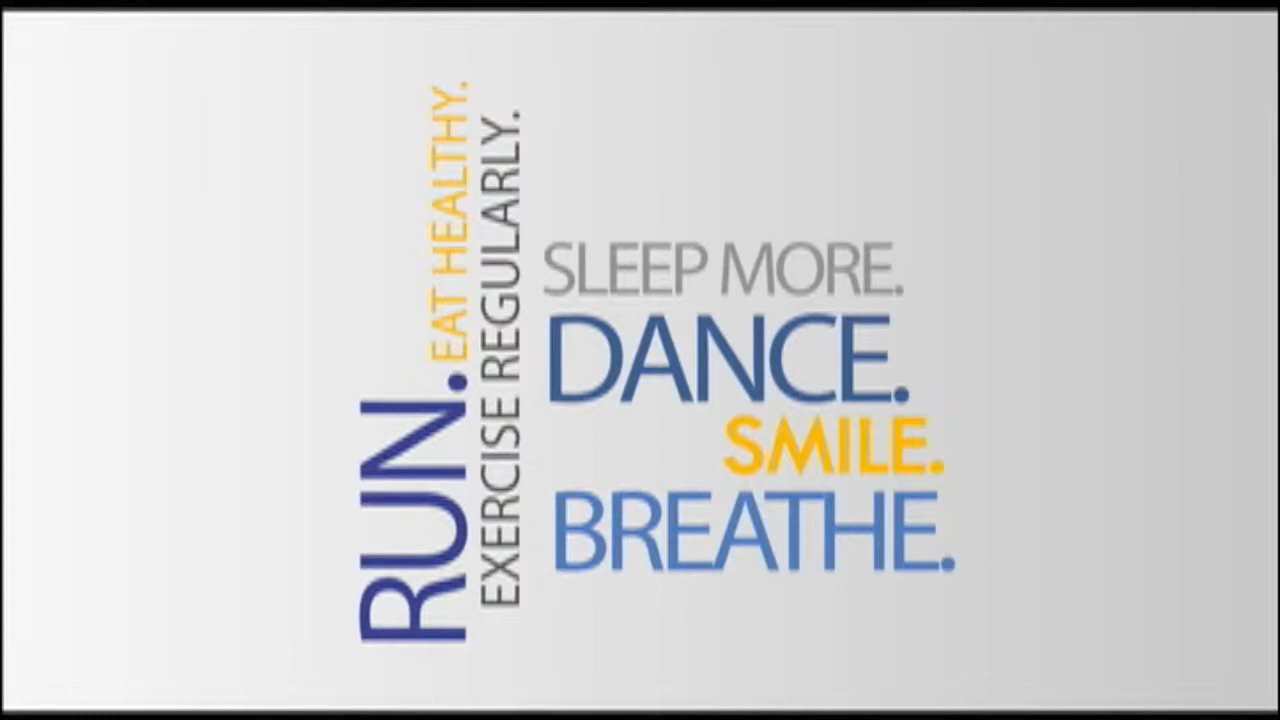 RUN.
EAT HEALTHY.
EXERCISE REGULARLY.
SLEEP MORE.
DANCE.
SMILE.
BREATHE.